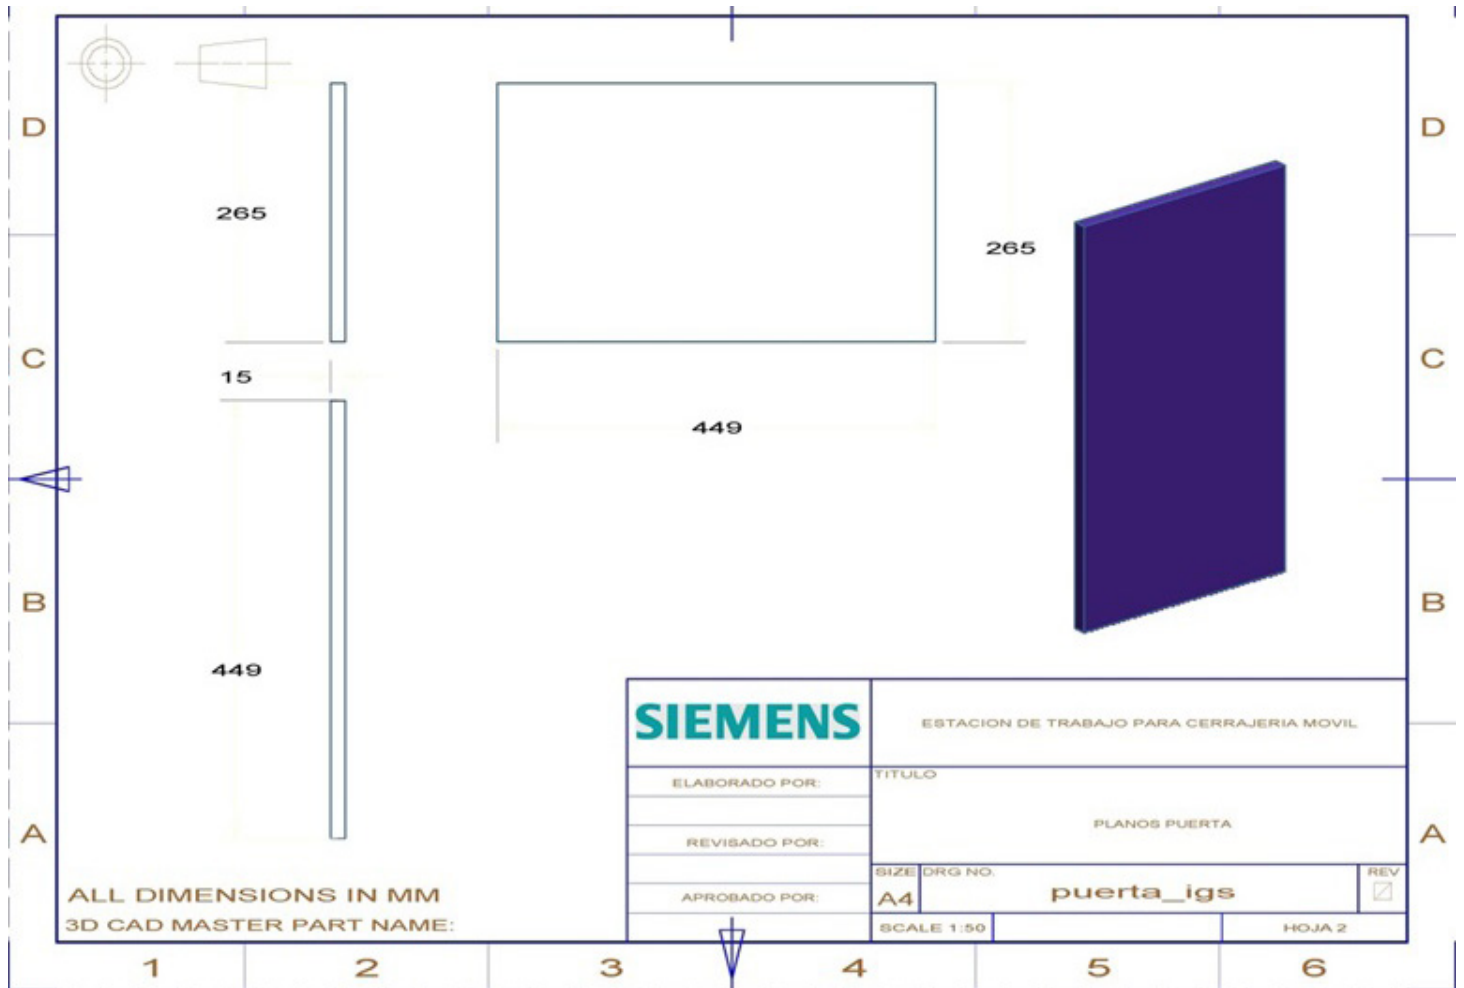 D
D
265
265
C
C
15
449
B
B
449
SIEMENS
ESTACION DE TRABAJO PARA CERRAJERIA MOVIL
ELABORADO POR:
TITULO
PLANOS PUERTA
A
A
REVISADO POR:
SIZE DRG NO. REV
A4 puerta_igs
APROBADO POR:
ALL DIMENSIONS IN MM
3D CAD MASTER PART NAME:
SCALE 1:50
HOJA 2
1 2 3 4 5 6